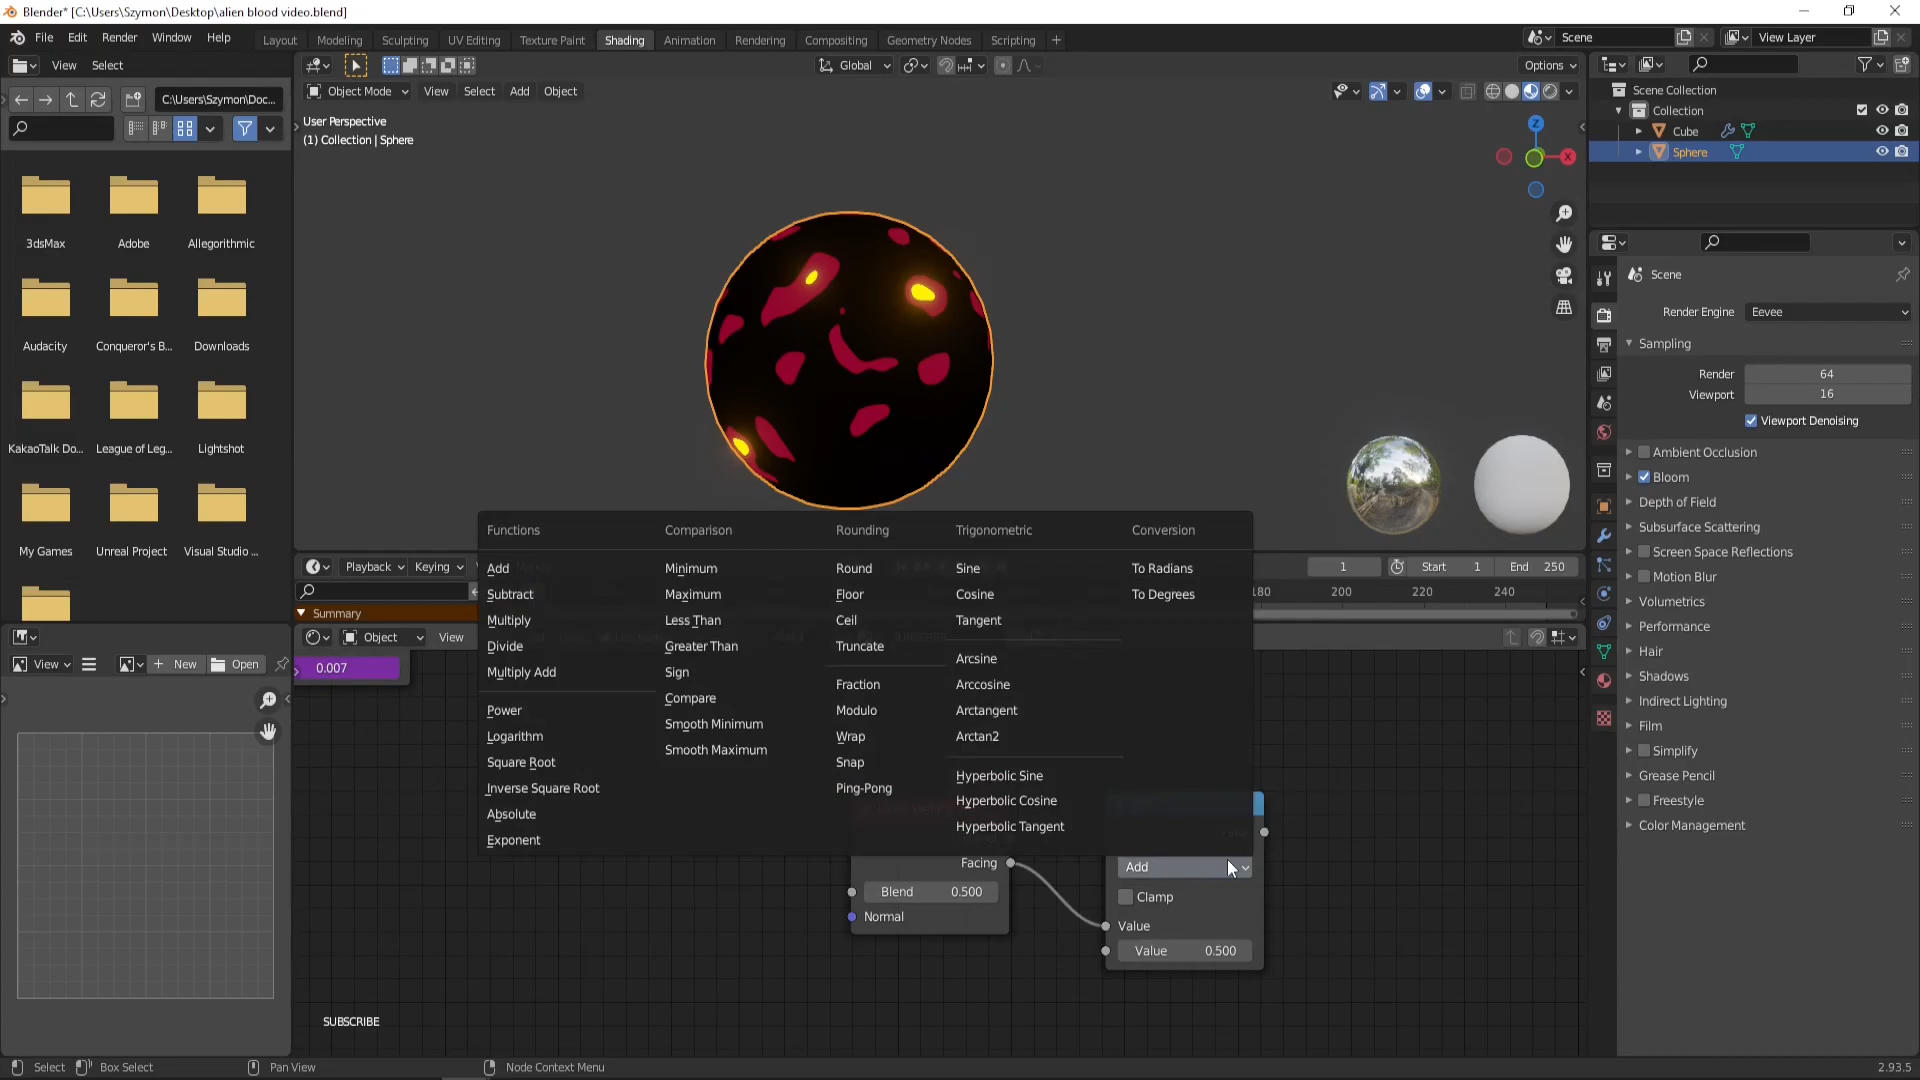 Blender* [C:\Users\Szymon\Desktop\alien blood video.blend]
File Edit Render Window Help
Layout Modeling Sculpting UV Editing Texture Paint Shading Animation Rendering Compositing Geometry Nodes Scripting +
Scene
View Layer
View Select
Global
Options
C:\Users\Szymon\Doc...
Object Mode View Select Add Object
User Perspective
(1) Collection | Sphere
Z
X
3dsMax Adobe Allegorithmic
Audacity Conqueror's B... Downloads
KakaoTalk Do... League of Leg... Lightshot
My Games Unreal Project Visual Studio ...
Scene Collection
Collection
Cube
Sphere
Scene
Render Engine Eevee
Sampling
Render 64
Viewport 16
Viewport Denoising
Ambient Occlusion
Bloom
Depth of Field
Subsurface Scattering
Screen Space Reflections
Motion Blur
Volumetrics
Performance
Hair
Shadows
Indirect Lighting
Film
Simplify
Grease Pencil
Freestyle
Color Management
Playback Keying
1 Start 1 End 250
180 200 220 240
Summary
Object View
0.007
View New Open
Functions
Add
Subtract
Multiply
Divide
Multiply Add
Power
Logarithm
Square Root
Inverse Square Root
Absolute
Exponent
Comparison
Minimum
Maximum
Less Than
Greater Than
Sign
Compare
Smooth Minimum
Smooth Maximum
Rounding
Round
Floor
Ceil
Truncate
Fraction
Modulo
Wrap
Snap
Ping-Pong
Trigonometric
Sine
Cosine
Tangent
Arcsine
Arccosine
Arctangent
Arctan2
Hyperbolic Sine
Hyperbolic Cosine
Hyperbolic Tangent
Conversion
To Radians
To Degrees
Facing
Blend 0.500
Normal
Add
Clamp
Value
Value 0.500
SUBSCRIBE
Select Box Select Pan View Node Context Menu 2.93.5